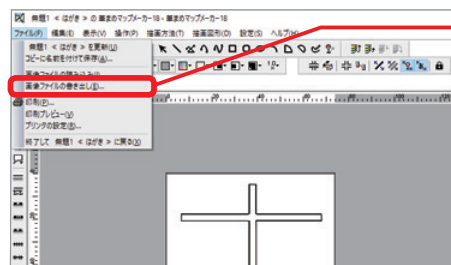 無題1 < はがき > の 筆まめマップメーカー18 - 筆まめマップメーカー18
ファイル(F) 編集(E) 表示(V) 操作(P) 描画方法(T) 描画図形(D) 設定(S) ヘルプ(H)
無題1 < はがき > を更新(U)
コピーに名前を付けて保存(A)...
画像ファイルの読み込み(I)...
画像ファイルの書き出し(E)...
印刷(P)...
印刷プレビュー(V)
プリンタの設定(R)...
終了して 無題1 < はがき > に戻る(X)